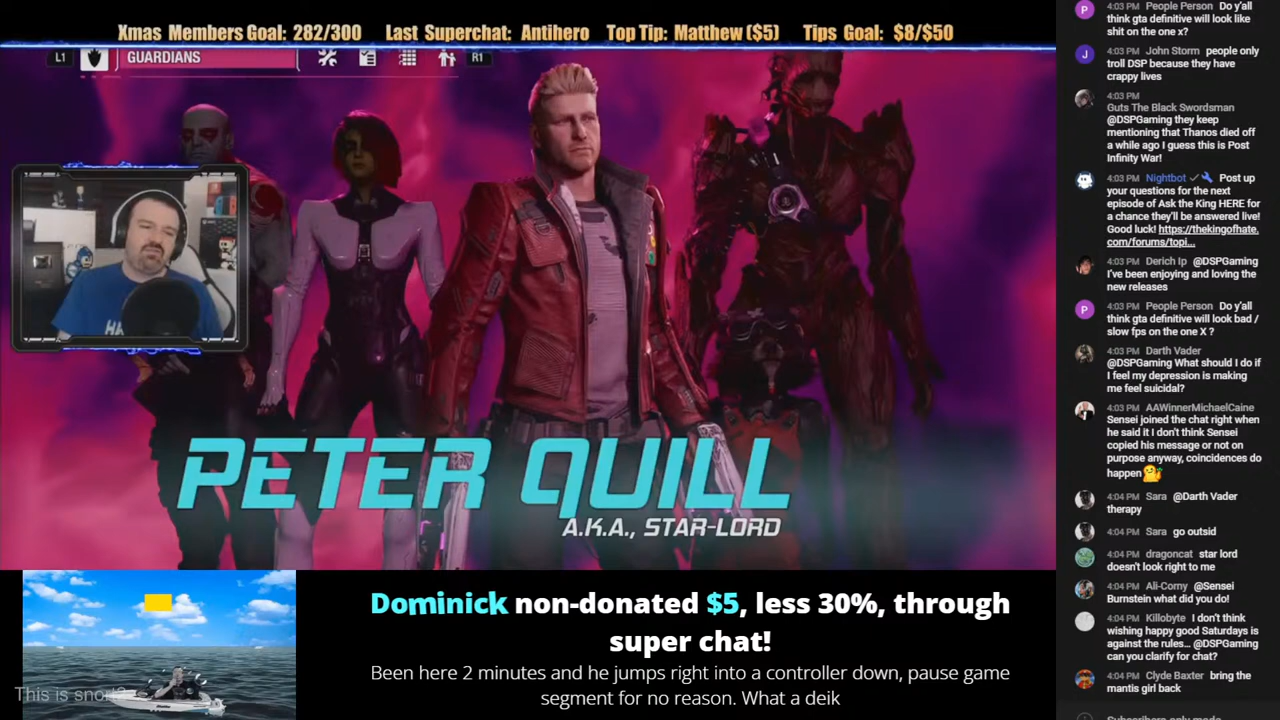 Xmas Members Goal: 282/300 Last Superchat: Antihero Top Tip: Matthew ($5) Tips Goal: $8/$50
L1 GUARDIANS R1
PETER QUILL
A.K.A., STAR-LORD
Dominick non-donated $5, less 30%, through
super chat!
Been here 2 minutes and he jumps right into a controller down, pause game
segment for no reason. What a deik
This is snort
4:03 PM People Person Do y'all
think gta definitive will look like
shit on the one x?
4:03 PM John Storm people only
troll DSP because they have
crappy lives
4:03 PM
Guts The Black Swordsman
@DSPGaming they keep
mentioning that Thanos died off
a while ago I guess this is Post
Infinity War!
4:03 PM Nightbot Post up
your questions for the next
episode of Ask the King HERE for
a chance they'll be answered live!
Good luck! https://thekingofhate.
com/forums/topi...
4:03 PM Derich Ip @DSPGaming
I've been enjoying and loving the
new releases
4:03 PM People Person Do y'all
think gta definitive will look bad /
slow fps on the one X ?
4:03 PM Darth Vader
@DSPGaming What should I do if
I feel my depression is making
me feel suicidal?
4:03 PM AAWinnerMichaelCaine
Sensei joined the chat right when
he said it I don't think Sensei
copied his message or not on
purpose anyway, coincidences do
happen
4:04 PM Sara @Darth Vader
therapy
4:04 PM Sara go outsid
4:04 PM dragoncat star lord
doesn't look right to me
4:04 PM Ali-Corny @Sensei
Burnstein what did you do!
4:04 PM Killobyte I don't think
wishing happy good Saturdays is
against the rules... @DSPGaming
can you clarify for chat?
4:04 PM Clyde Baxter bring the
mantis girl back
Subscribers-only mode